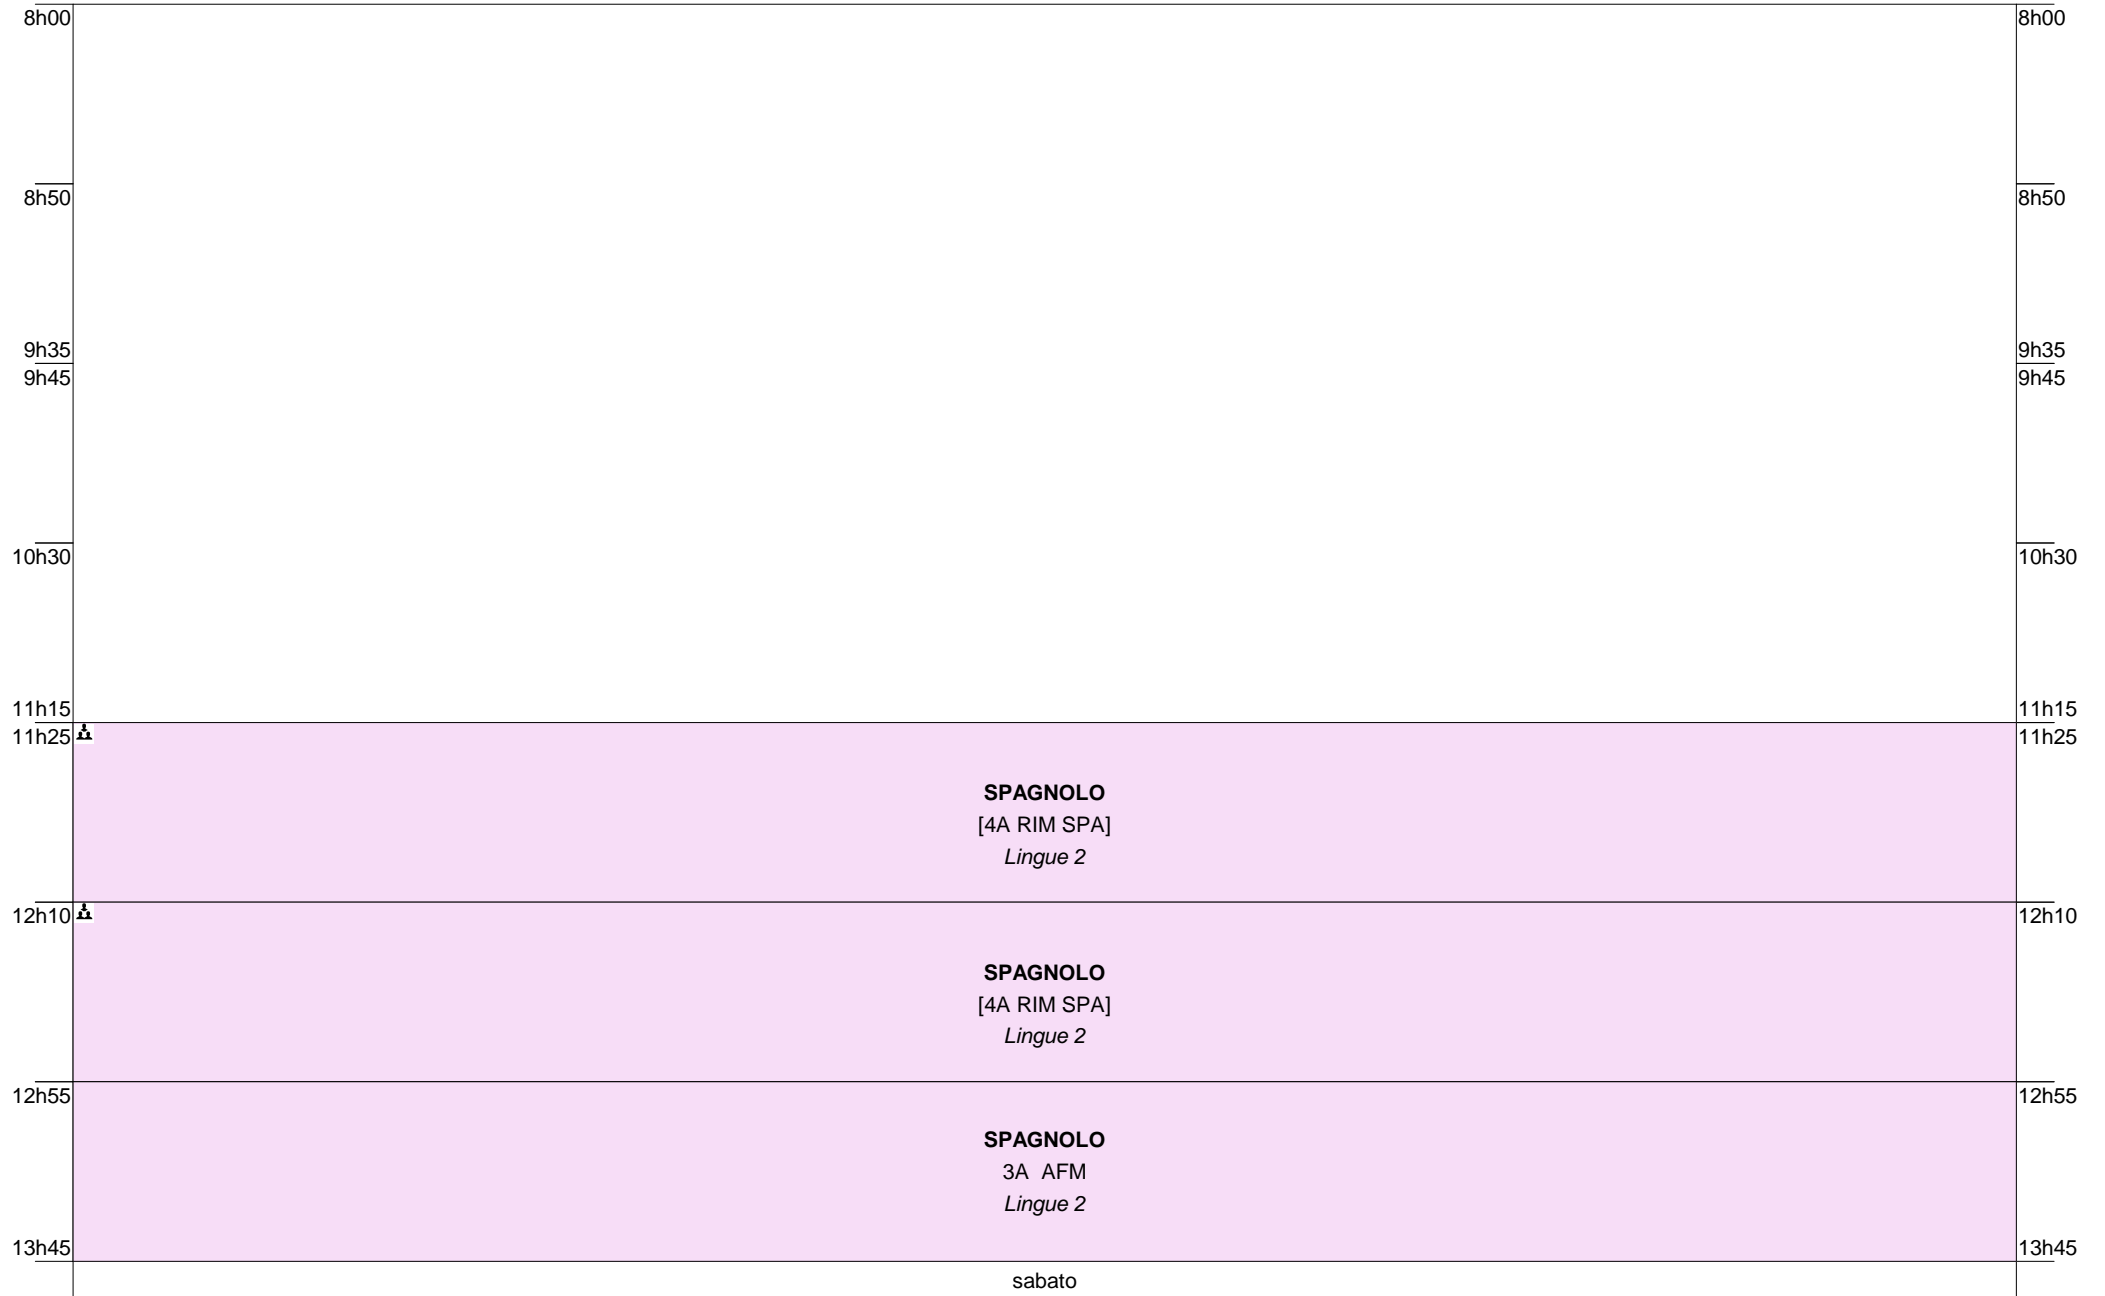 8h00 8h00
8h50 8h50
9h35 9h35
9h45 9h45
10h30 10h30
11h15 11h15
11h25 11h25
SPAGNOLO
[4A RIM SPA]
Lingue 2
12h10 12h10
SPAGNOLO
[4A RIM SPA]
Lingue 2
12h55 12h55
SPAGNOLO
3A AFM
Lingue 2
13h45 13h45
sabato